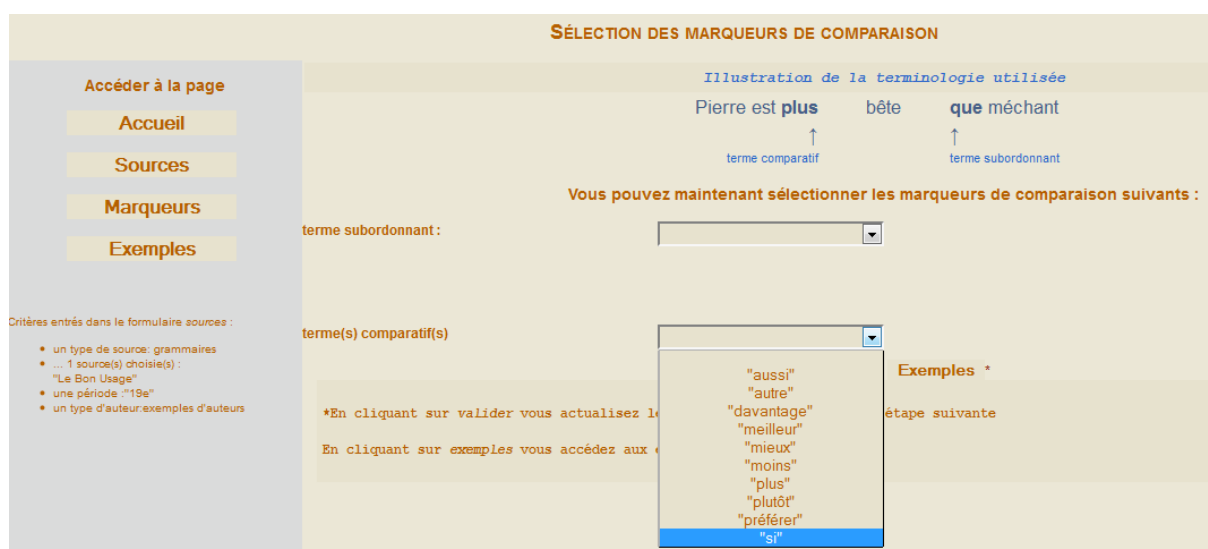 SÉLECTION DES MARQUEURS DE COMPARAISON
Accéder à la page
Accueil
Sources
Marqueurs
Exemples
Critères entrés dans le formulaire sources :
• un type de source: grammaires
• ... 1 source(s) choisie(s) :
"Le Bon Usage"
• une période :"19e"
• un type d'auteur:exemples d'auteurs
Illustration de la terminologie utilisée
Pierre est plus bête que méchant
↑ ↑
terme comparatif terme subordonnant
Vous pouvez maintenant sélectionner les marqueurs de comparaison suivants :
terme subordonnant :
terme(s) comparatif(s)
"aussi"
"autre"
"davantage"
"meilleur"
"mieux"
"moins"
"plus"
"plutôt"
"préférer"
"si"
Exemples *
*En cliquant sur valider vous actualisez étape suivante
En cliquant sur exemples vous accédez aux